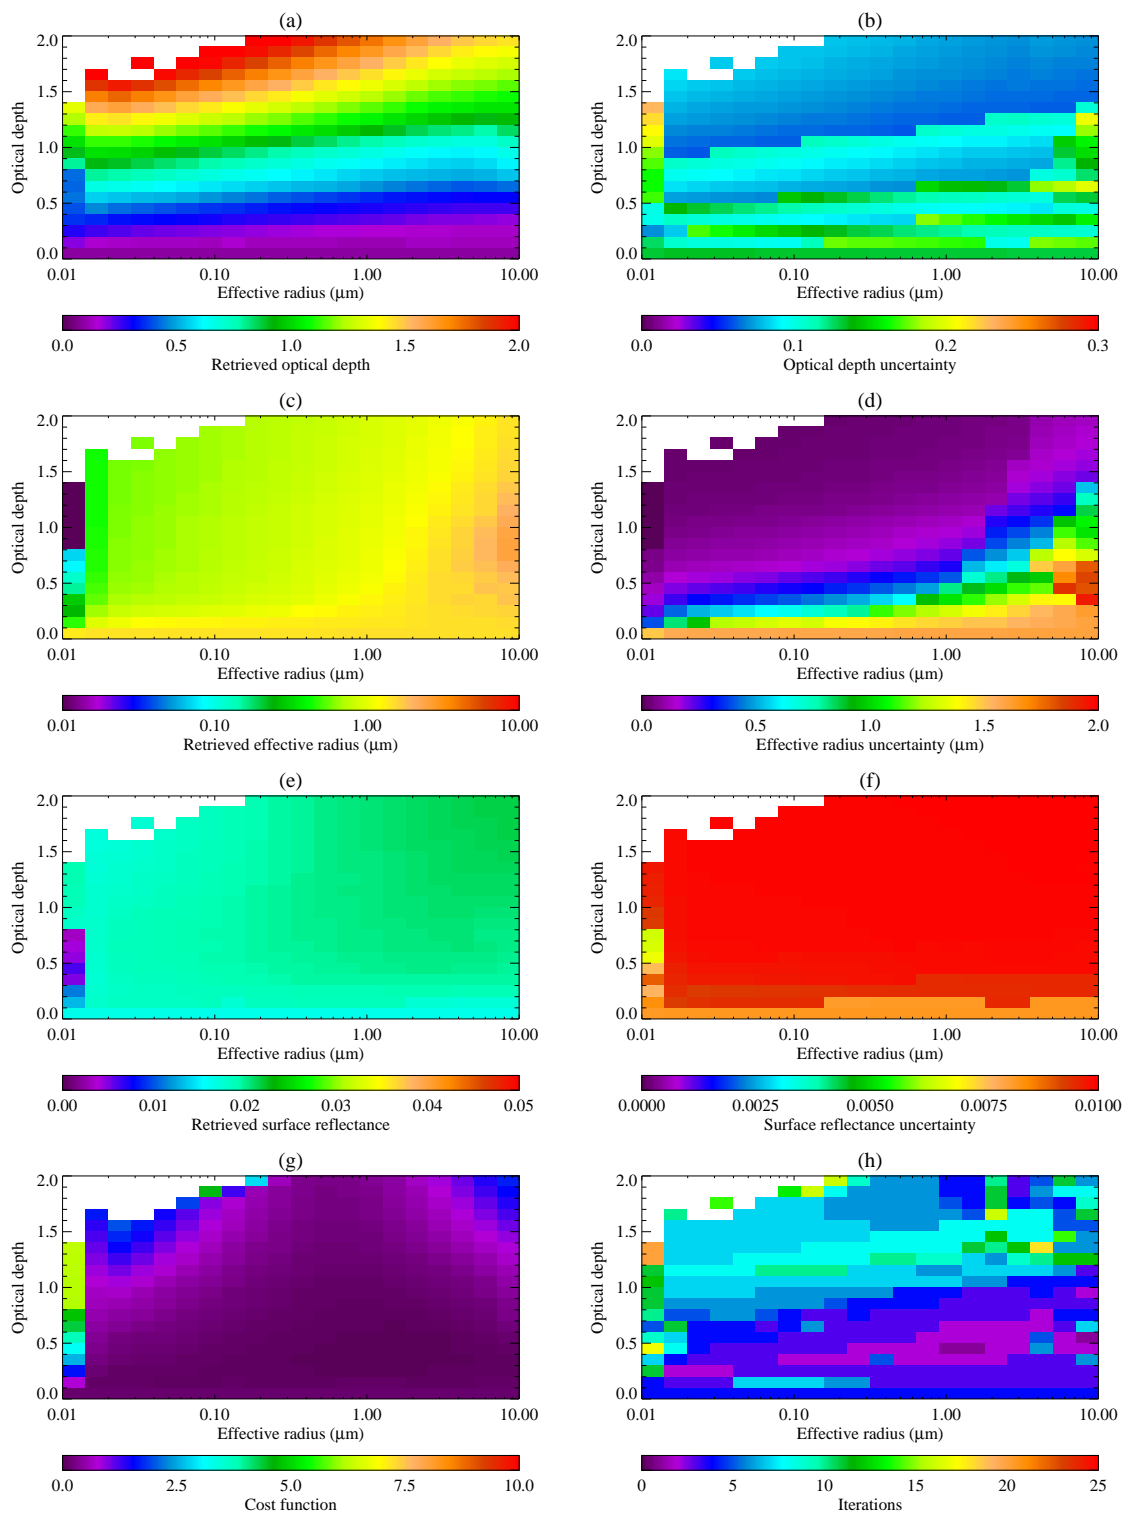 (a) (b)
2.0 1.5 1.0 0.5 0.0 Optical depth
2.0 1.5 1.0 0.5 0.0 Optical depth
0.01 0.10 1.00 10.00 0.01 0.10 1.00 10.00
Effective radius (μm) Effective radius (μm)
0.0 0.5 1.0 1.5 2.0 0.0 0.1 0.2 0.3
Retrieved optical depth Optical depth uncertainty
(c) (d)
2.0 1.5 1.0 0.5 0.0 Optical depth
2.0 1.5 1.0 0.5 0.0 Optical depth
0.01 0.10 1.00 10.00 0.01 0.10 1.00 10.00
Effective radius (μm) Effective radius (μm)
0.01 0.10 1.00 10.00 0.0 0.5 1.0 1.5 2.0
Retrieved effective radius (μm) Effective radius uncertainty (μm)
(e) (f)
2.0 1.5 1.0 0.5 0.0 Optical depth
2.0 1.5 1.0 0.5 0.0 Optical depth
0.01 0.10 1.00 10.00 0.01 0.10 1.00 10.00
Effective radius (μm) Effective radius (μm)
0.00 0.01 0.02 0.03 0.04 0.05 0.0000 0.0025 0.0050 0.0075 0.0100
Retrieved surface reflectance Surface reflectance uncertainty
(g) (h)
2.0 1.5 1.0 0.5 0.0 Optical depth
2.0 1.5 1.0 0.5 0.0 Optical depth
0.01 0.10 1.00 10.00 0.01 0.10 1.00 10.00
Effective radius (μm) Effective radius (μm)
0.0 2.5 5.0 7.5 10.0 0 5 10 15 20 25
Cost function Iterations